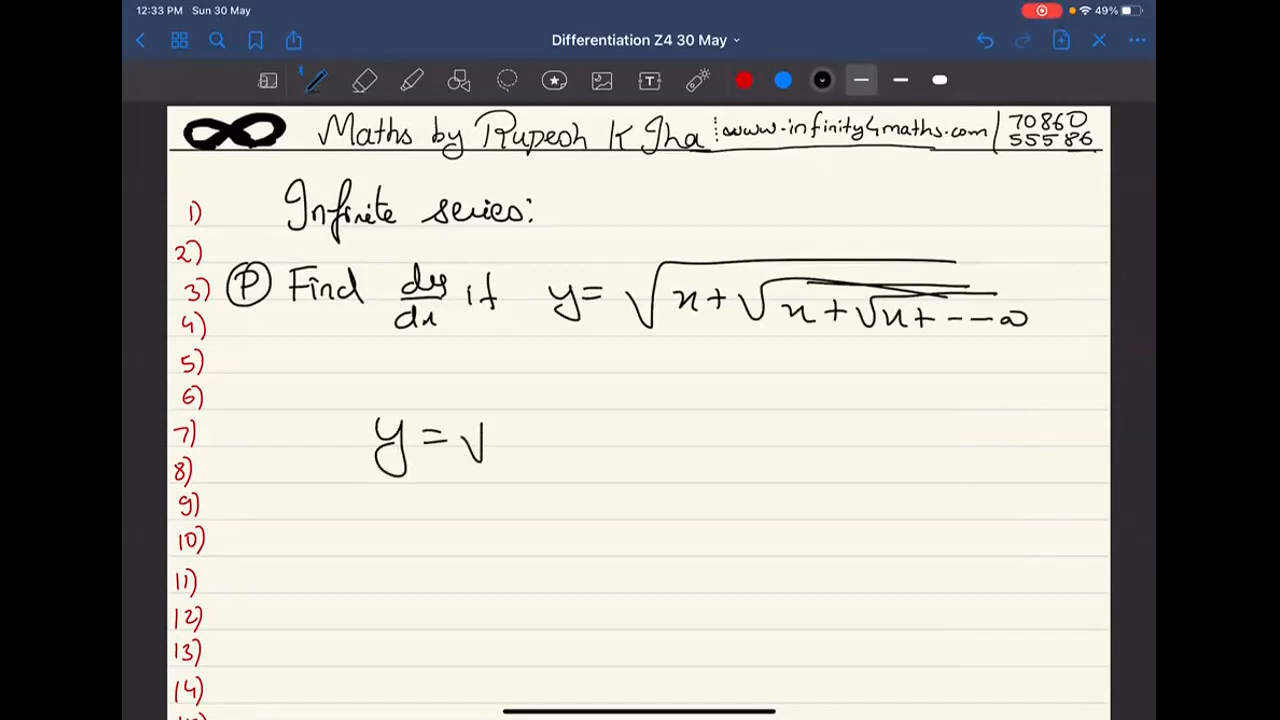 12:33 PM Sun 30 May 49%
Differentiation Z4 30 May
Maths by Rupesh K Jha www.infinity4maths.com 70860 55586
1) Infinite series:
2)
3) (P) Find dy/dx if y = √(x + √(x + √x + --- ∞
4)
5)
6)
7) y = √
8)
9)
10)
11)
12)
13)
14)